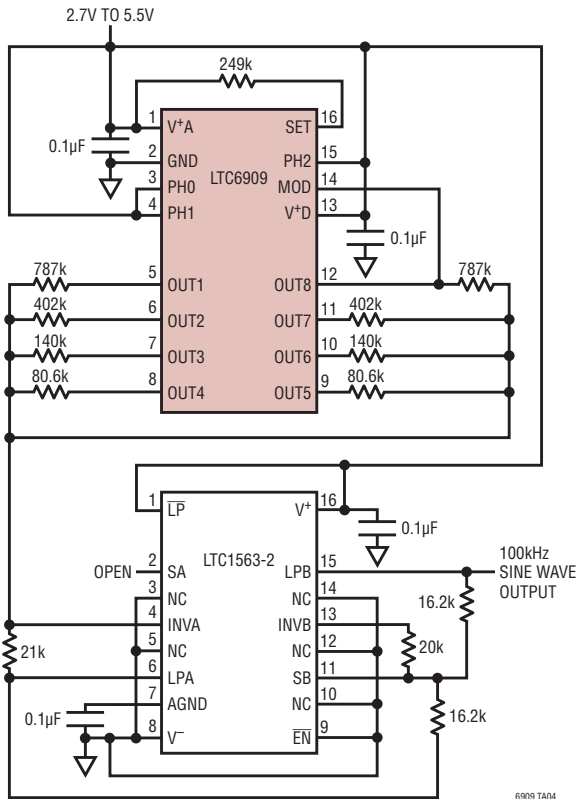 2.7V TO 5.5V
249k
1 V+A
SET 16
0.1µF
2 GND
PH2 15
3 PH0
LTC6909
MOD 14
4 PH1
V+D 13
0.1µF
787k
5 OUT1
OUT8 12
787k
402k
6 OUT2
OUT7 11
402k
140k
7 OUT3
OUT6 10
140k
80.6k
8 OUT4
OUT5 9
80.6k
1 LP
V+ 16
0.1µF
OPEN
2 SA
LTC1563-2
LPB 15
100kHz
SINE WAVE
OUTPUT
3 NC
NC 14
16.2k
4 INVA
INVB 13
21k
5 NC
NC 12
20k
6 LPA
SB 11
7 AGND
NC 10
16.2k
0.1µF
8 V–
EN 9
6909 TA04